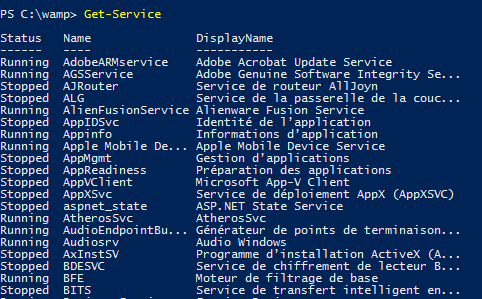 PS C:\wamp> Get-Service
Status Name DisplayName
------ ---- -----------
Running AdobeARMservice Adobe Acrobat Update Service
Running AGSService Adobe Genuine Software Integrity Se...
Stopped AJRouter Service de routeur AllJoyn
Stopped ALG Service de la passerelle de la couc...
Running AlienFusionService Alienware Fusion Service
Stopped AppIDSvc Identité de l'application
Running Appinfo Informations d'application
Running Apple Mobile De... Apple Mobile Device Service
Stopped AppMgmt Gestion d'applications
Stopped AppReadiness Préparation des applications
Stopped AppVClient Microsoft App-V Client
Stopped AppXSvc Service de déploiement AppX (AppXSVC)
Stopped aspnet_state ASP.NET State Service
Running AtherosSvc AtherosSvc
Running AudioEndpointBu... Générateur de points de terminaison...
Running Audiosrv Audio Windows
Stopped AxInstSV Programme d'installation ActiveX (A...
Stopped BDESVC Service de chiffrement de lecteur B...
Running BFE Moteur de filtrage de base
Stopped BITS Service de transfert intelligent en...